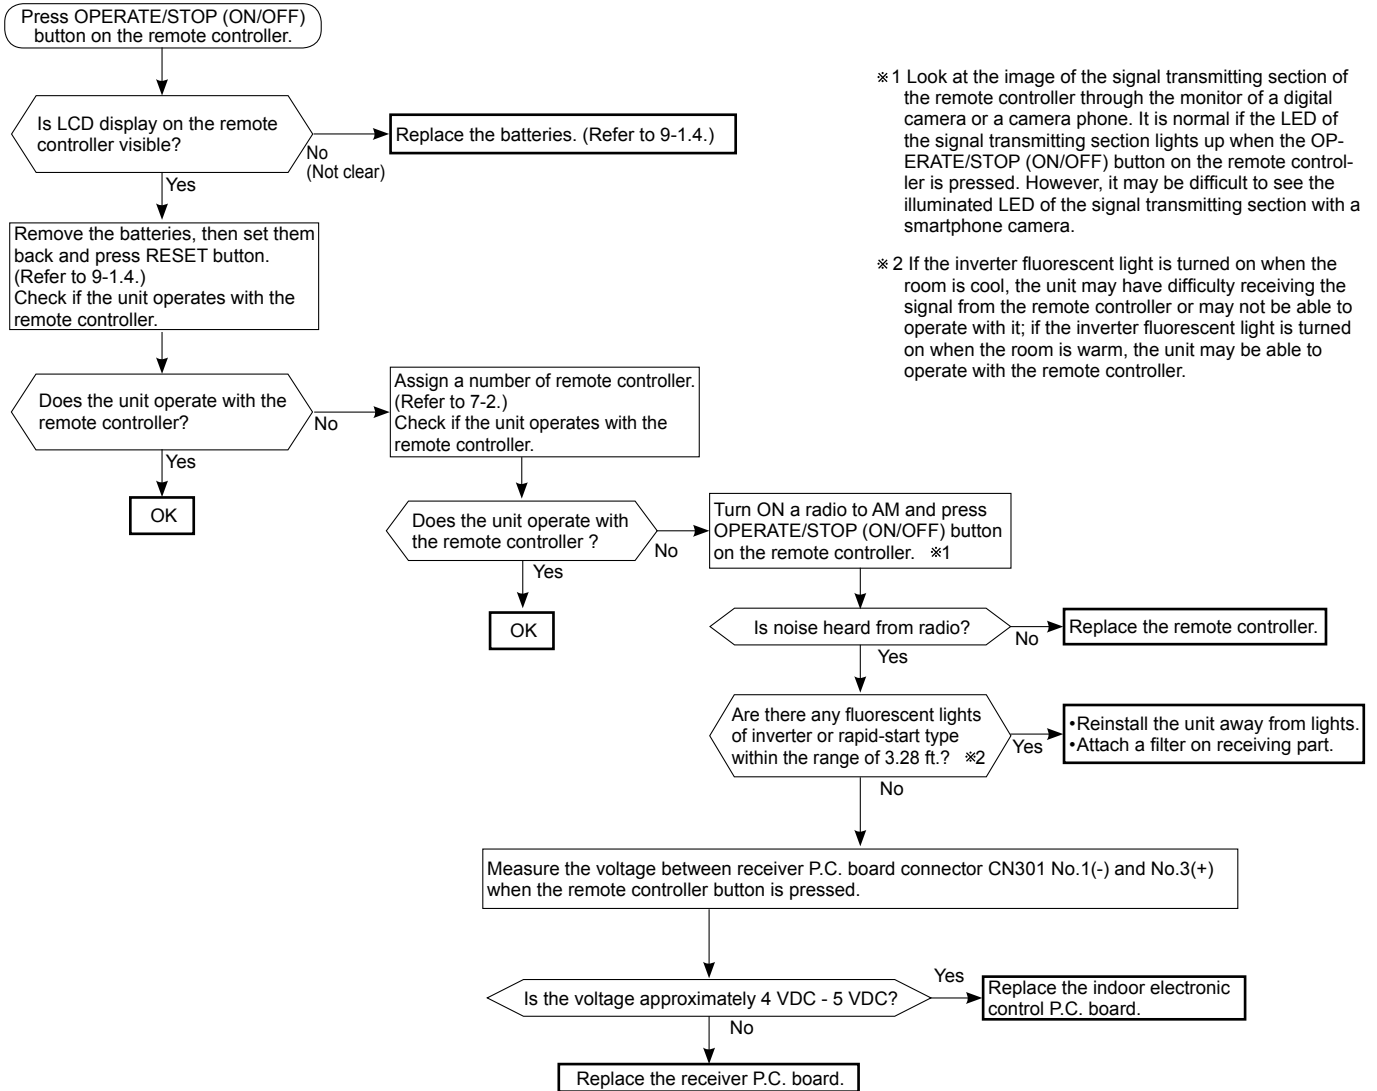 Press OPERATE/STOP (ON/OFF)
button on the remote controller.
Is LCD display on the remote
controller visible?
No
(Not clear)
Replace the batteries. (Refer to 9-1.4.)
Yes
Remove the batteries, then set them
back and press RESET button.
(Refer to 9-1.4.)
Check if the unit operates with the
remote controller.
Does the unit operate with the
remote controller?
No
Yes
OK
Assign a number of remote controller.
(Refer to 7-2.)
Check if the unit operates with the
remote controller.
Does the unit operate with
the remote controller ?
No
Yes
OK
Turn ON a radio to AM and press
OPERATE/STOP (ON/OFF) button
on the remote controller. ※1
Is noise heard from radio?
No
Replace the remote controller.
Yes
Are there any fluorescent lights
of inverter or rapid-start type
within the range of 3.28 ft.? ※2
Yes
•Reinstall the unit away from lights.
•Attach a filter on receiving part.
No
Measure the voltage between receiver P.C. board connector CN301 No.1(-) and No.3(+)
when the remote controller button is pressed.
Is the voltage approximately 4 VDC - 5 VDC?
Yes
Replace the indoor electronic
control P.C. board.
No
Replace the receiver P.C. board.
※1 Look at the image of the signal transmitting section of
the remote controller through the monitor of a digital
camera or a camera phone. It is normal if the LED of
the signal transmitting section lights up when the OP-
ERATE/STOP (ON/OFF) button on the remote control-
ler is pressed. However, it may be difficult to see the
illuminated LED of the signal transmitting section with a
smartphone camera.
※2 If the inverter fluorescent light is turned on when the
room is cool, the unit may have difficulty receiving the
signal from the remote controller or may not be able to
operate with it; if the inverter fluorescent light is turned
on when the room is warm, the unit may be able to
operate with the remote controller.